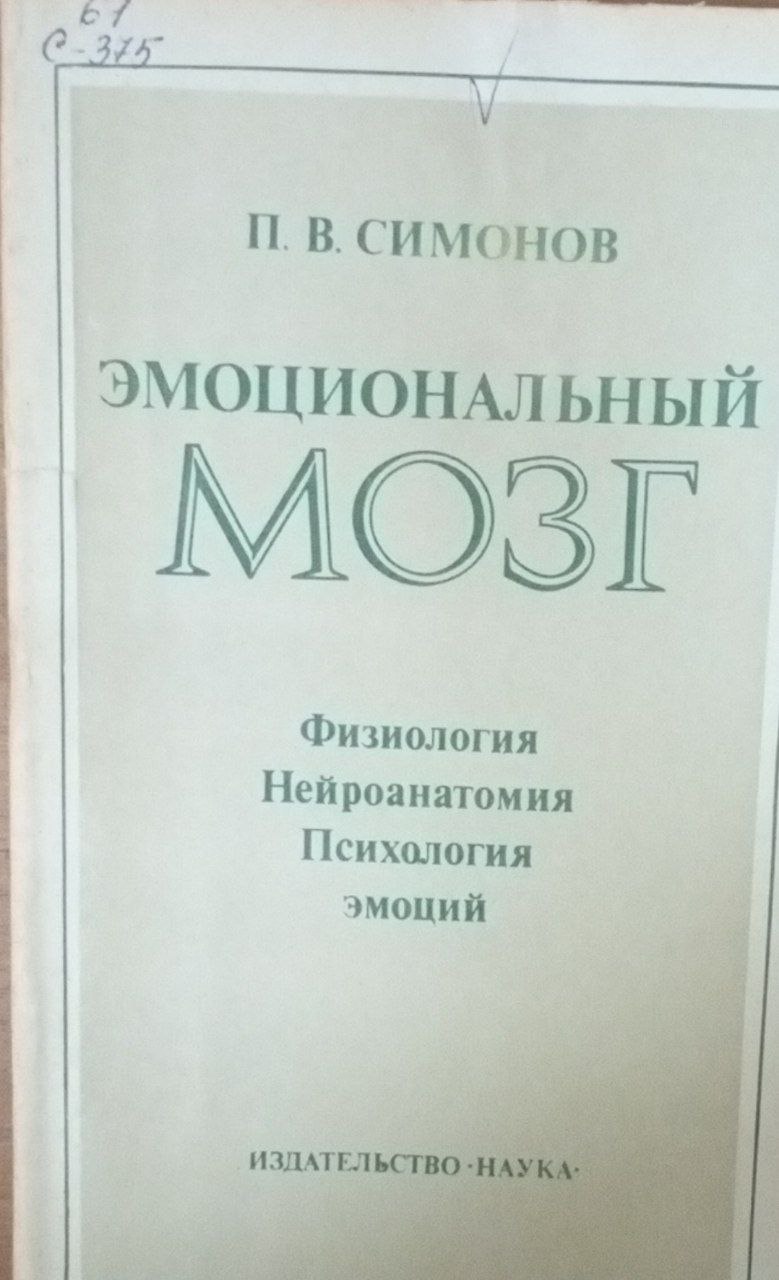 61
С-375
П. В. СИМОНОВ
ЭМОЦИОНАЛЬНЫЙ
МОЗГ
Физиология
Нейроанатомия
Психология
эмоций
ИЗДАТЕЛЬСТВО ·НАУКА·